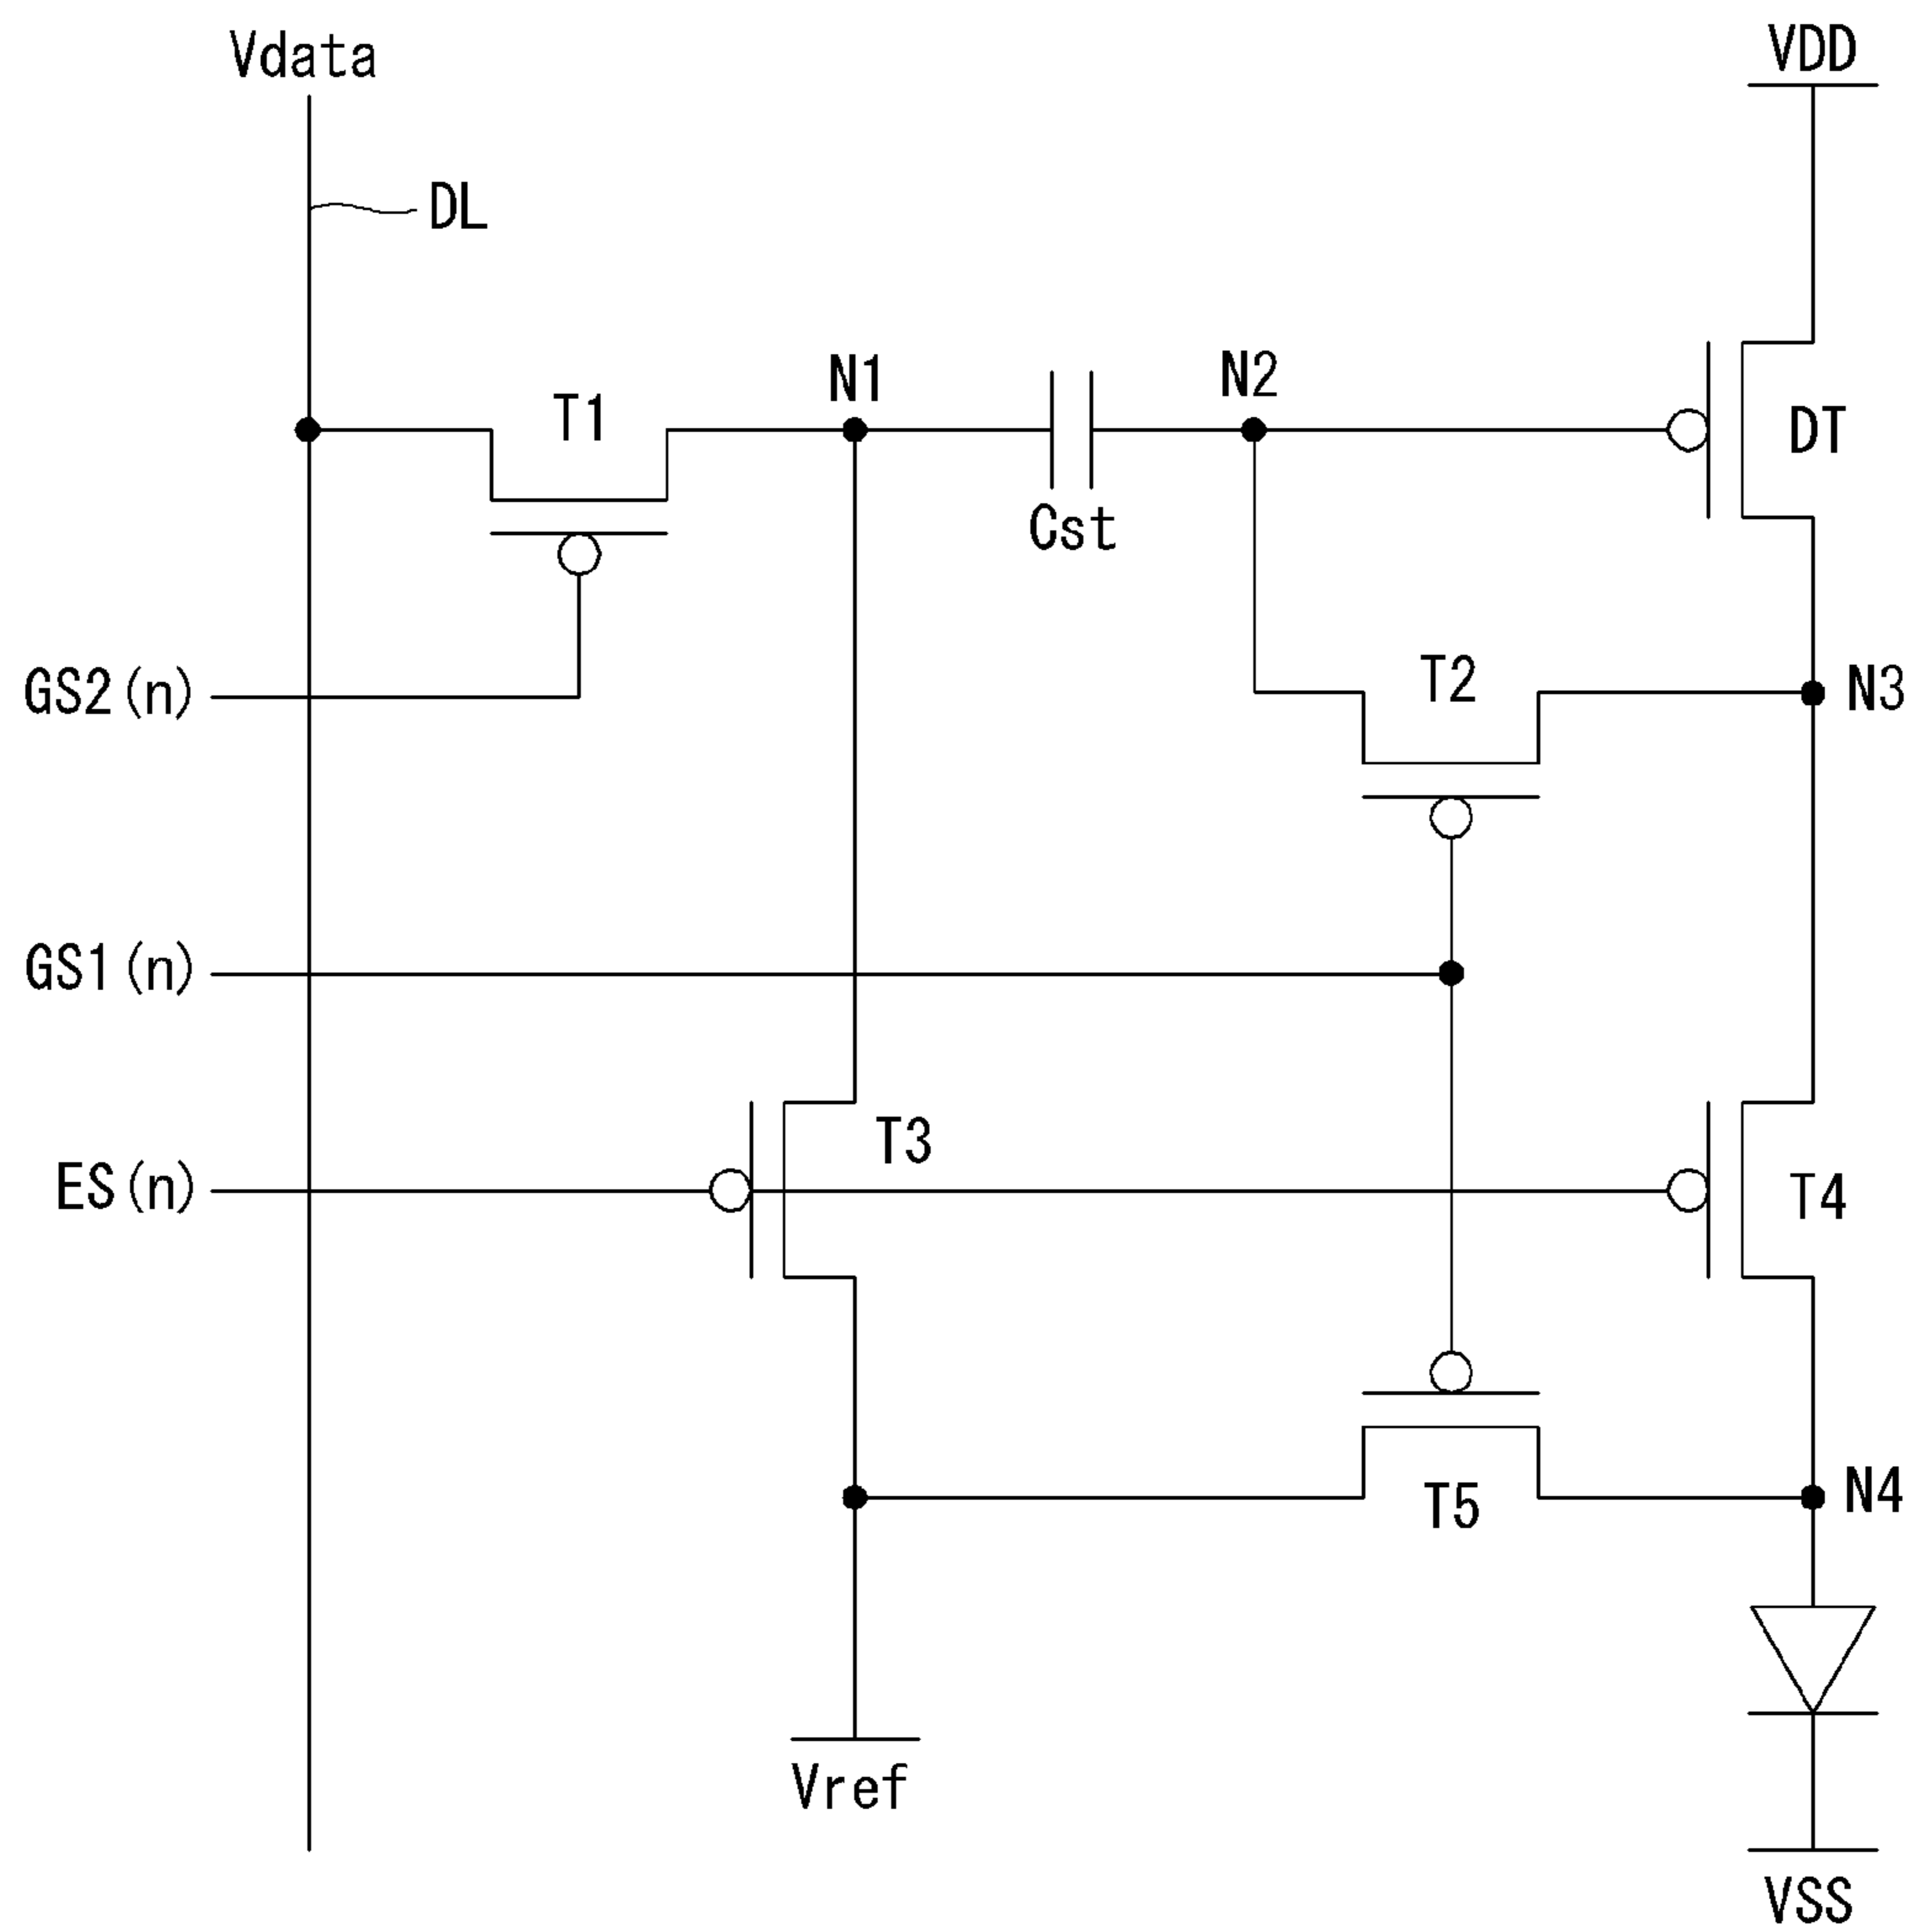 Vdata
VDD
DL
N1
N2
T1
DT
Cst
T2
N3
GS2(n)
GS1(n)
T3
ES(n)
T4
T5
N4
Vref
VSS